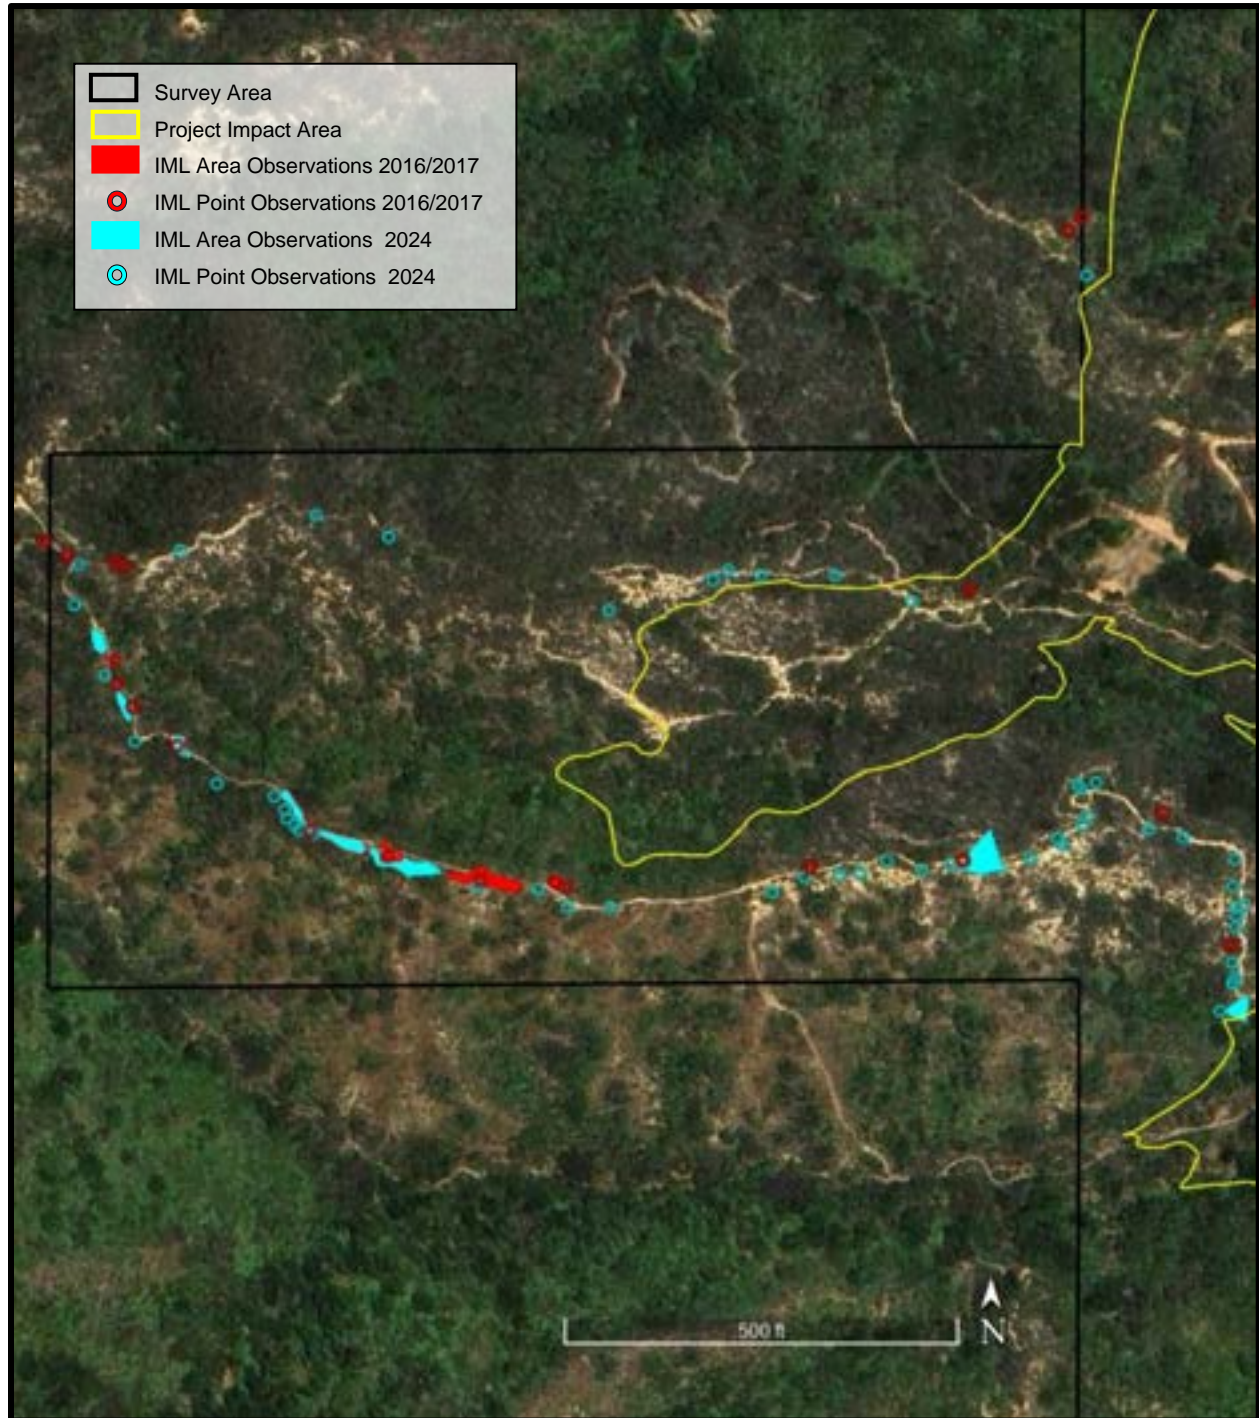 Survey Area
Project Impact Area
IML Area Observations 2016/2017
IML Point Observations 2016/2017
IML Area Observations 2024
IML Point Observations 2024
500 ft
N